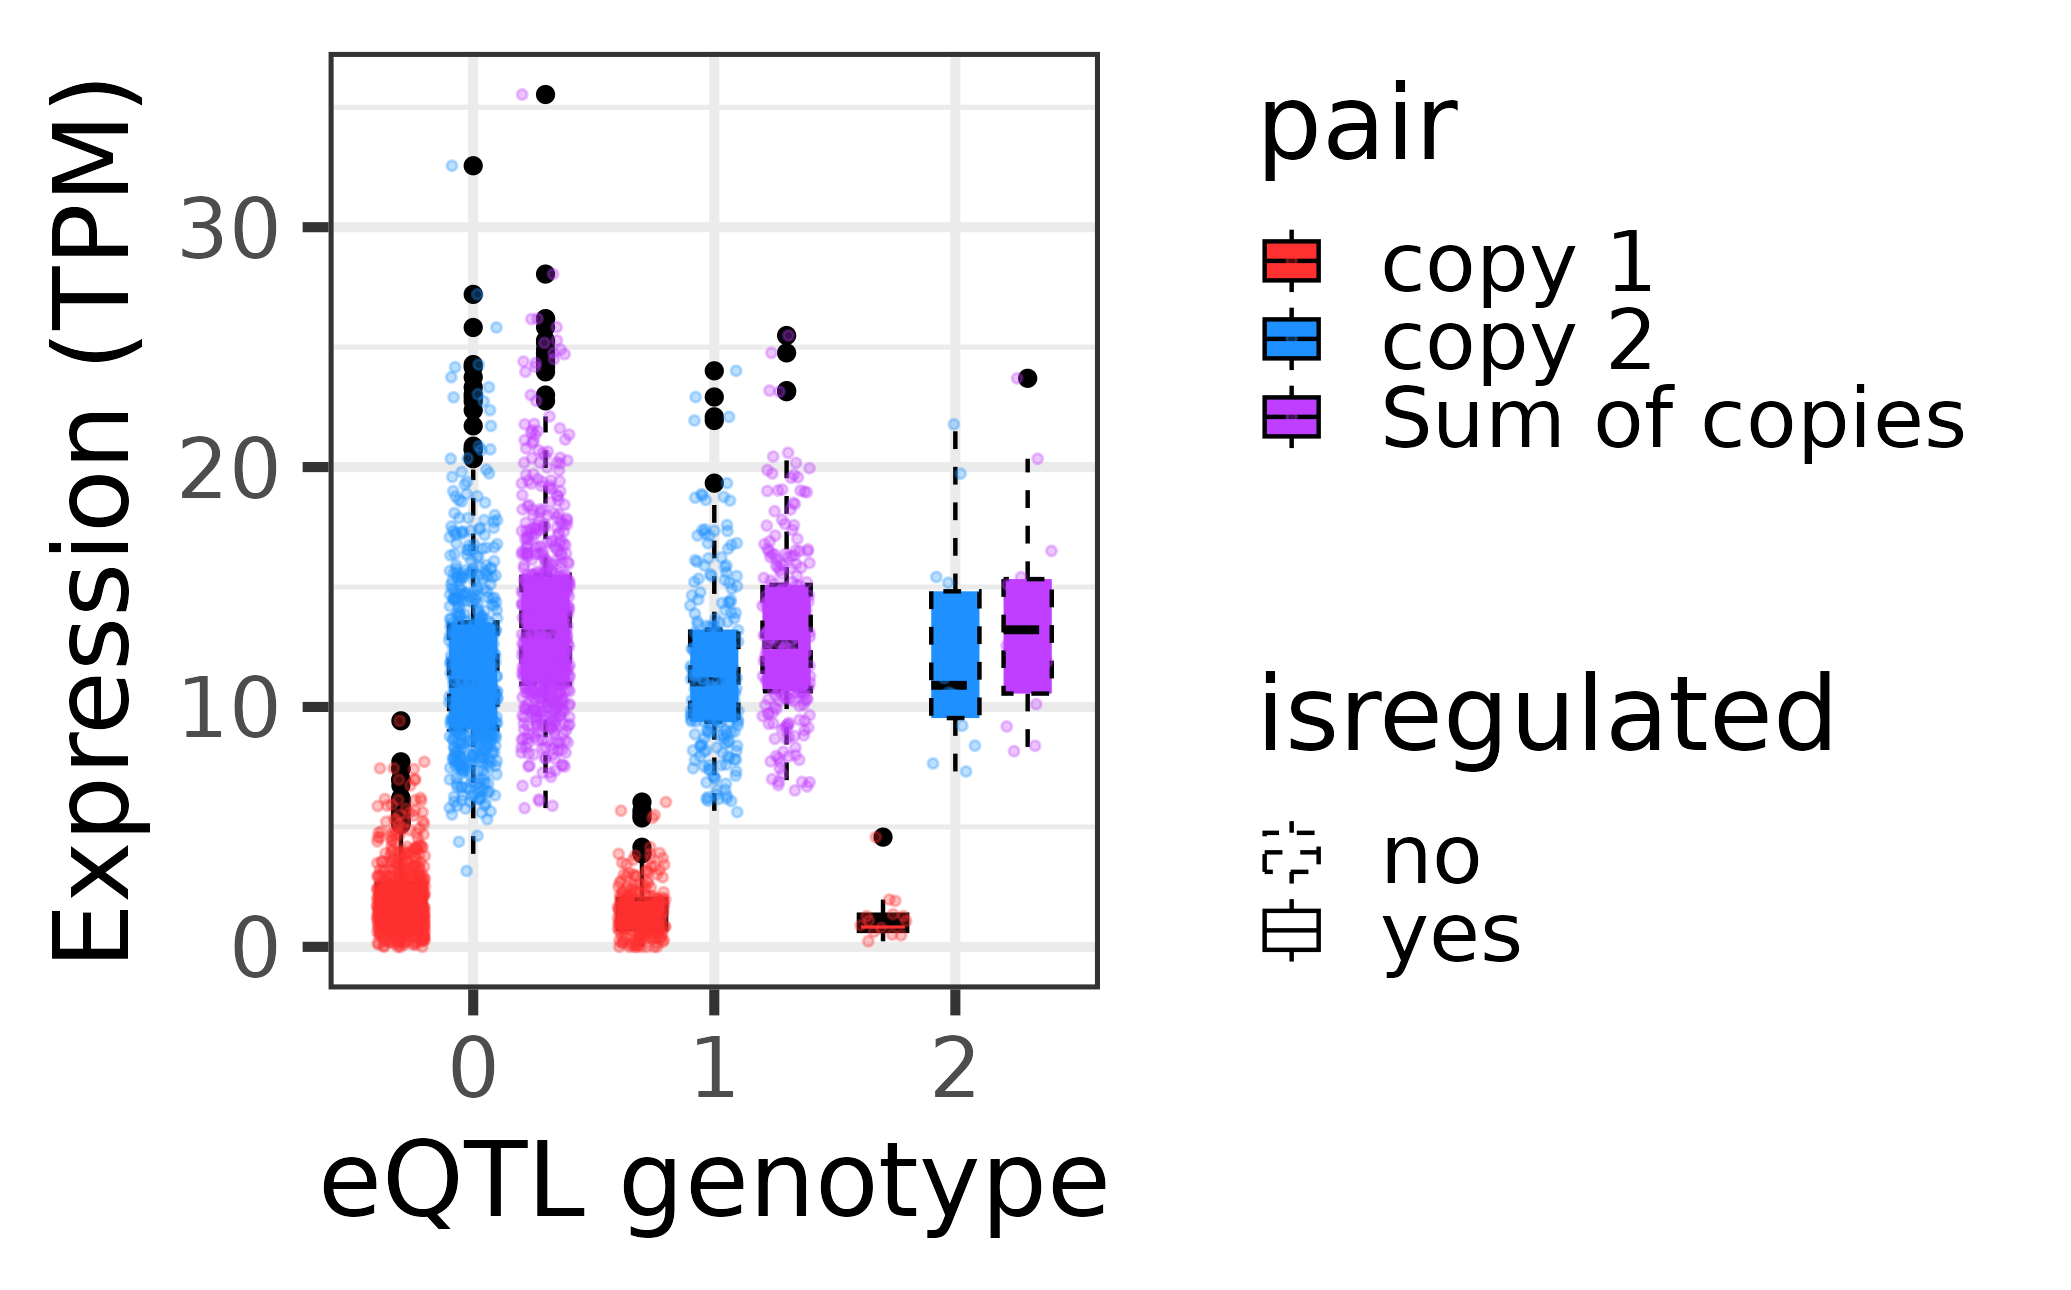 Expression (TPM)
30
20
10
0
0 1 2
eQTL genotype
pair
copy 1
copy 2
Sum of copies
isregulated
no
yes